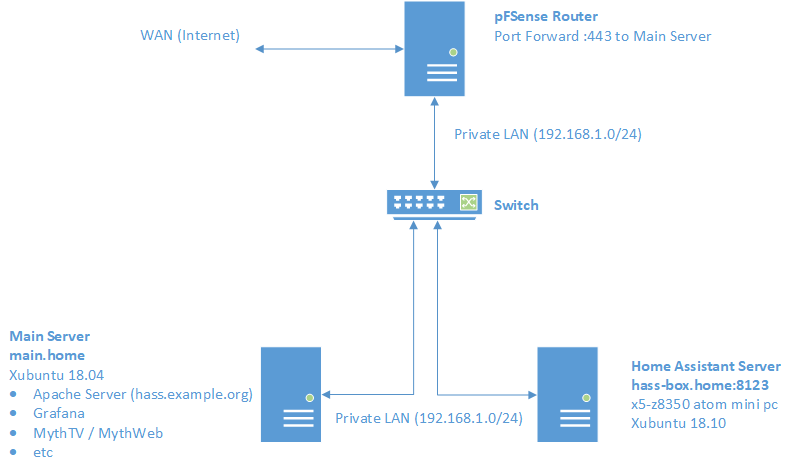 pFSense Router
Port Forward :443 to Main Server
WAN (Internet)
Private LAN (192.168.1.0/24)
Switch
Main Server
main.home
Xubuntu 18.04
• Apache Server (hass.example.org)
• Grafana
• MythTV / MythWeb
• etc
Private LAN (192.168.1.0/24)
Home Assistant Server
hass-box.home:8123
x5-z8350 atom mini pc
Xubuntu 18.10